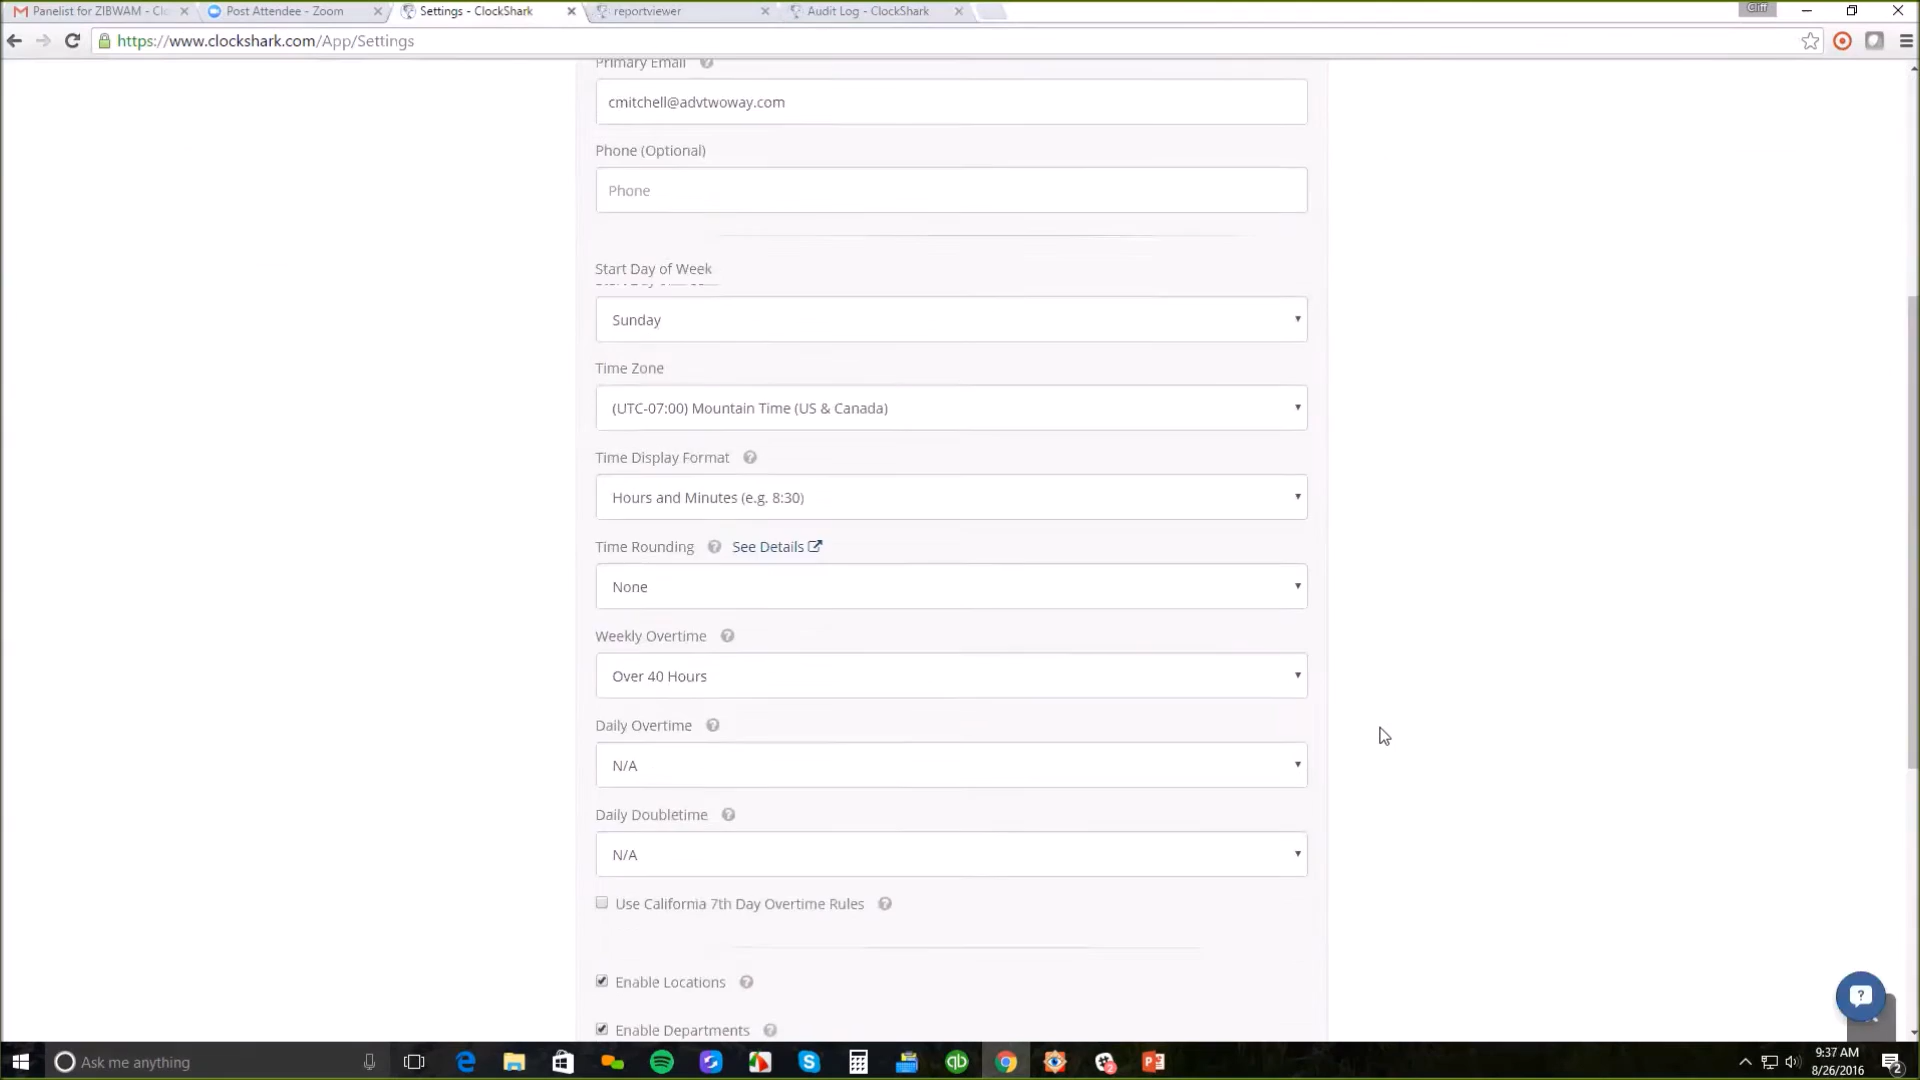 Panelist for ZIBWAM - Clo
Post Attendee - Zoom
Settings - ClockShark
reportviewer
Audit Log - ClockShark
Cliff
https://www.clockshark.com/App/Settings
Primary Email
cmitchell@advtwoway.com
Phone (Optional)
Phone
Start Day of Week
Sunday
Time Zone
(UTC-07:00) Mountain Time (US & Canada)
Time Display Format
Hours and Minutes (e.g. 8:30)
Time Rounding See Details
None
Weekly Overtime
Over 40 Hours
Daily Overtime
N/A
Daily Doubletime
N/A
Use California 7th Day Overtime Rules
Enable Locations
Enable Departments
Ask me anything
9:37 AM
8/26/2016